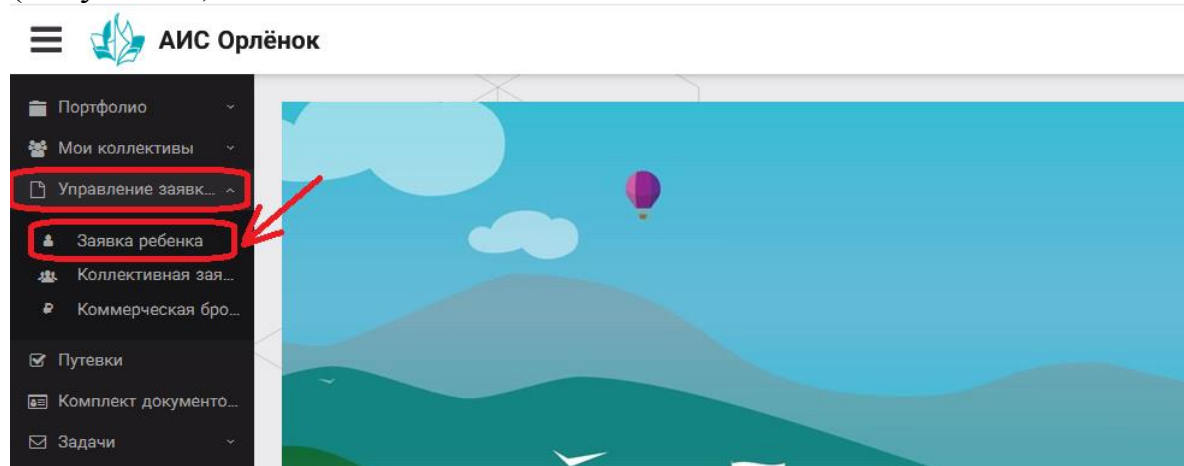 АИС Орлёнок
Портфолио
Мои коллективы
Управление заявк...
Заявка ребенка
Коллективная зая...
Коммерческая бро...
Путевки
Комплект документо...
Задачи